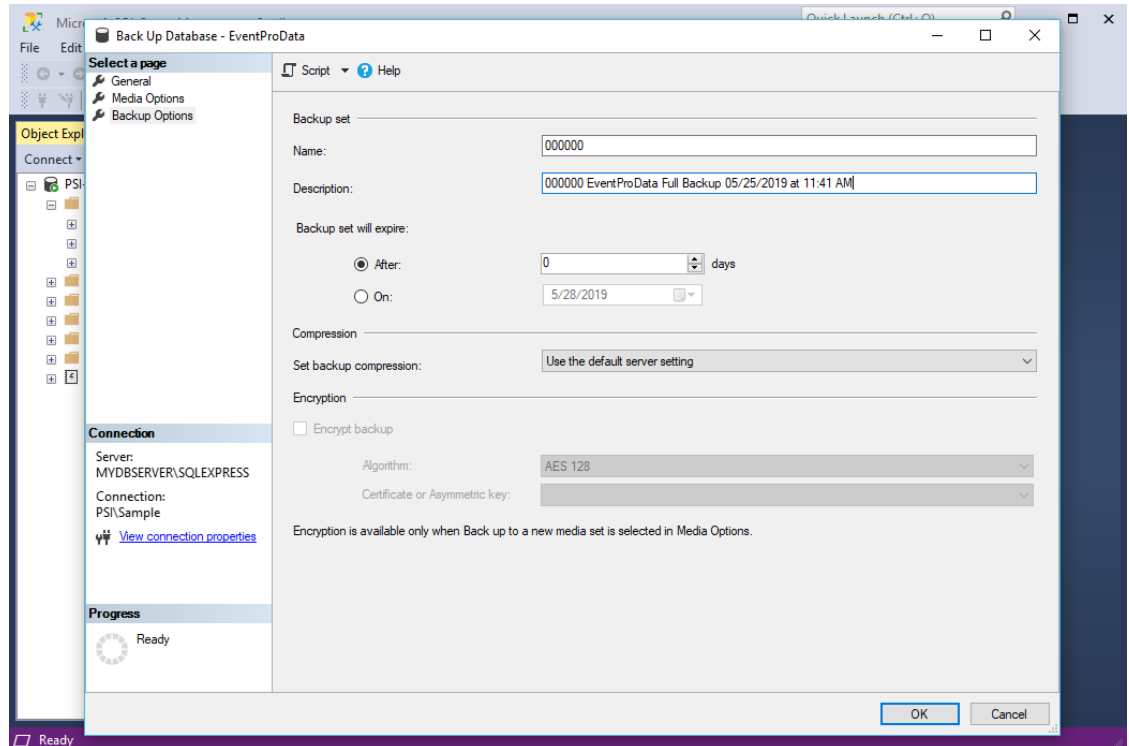 Micr
Quick Launch (Ctrl+Q)
File Edit
Back Up Database - EventProData
Select a page
General
Media Options
Backup Options
Script Help
Object Expl
Connect
PSI-
Backup set
Name: 000000
Description: 000000 EventProData Full Backup 05/25/2019 at 11:41 AM
Backup set will expire:
After: 0 days
On: 5/28/2019
Compression
Set backup compression: Use the default server setting
Encryption
Encrypt backup
Algorithm: AES 128
Certificate or Asymmetric key:
Encryption is available only when Back up to a new media set is selected in Media Options.
Connection
Server:
MYDBSERVER\SQLEXPRESS
Connection:
PSI\Sample
View connection properties
Progress
Ready
OK Cancel
Ready